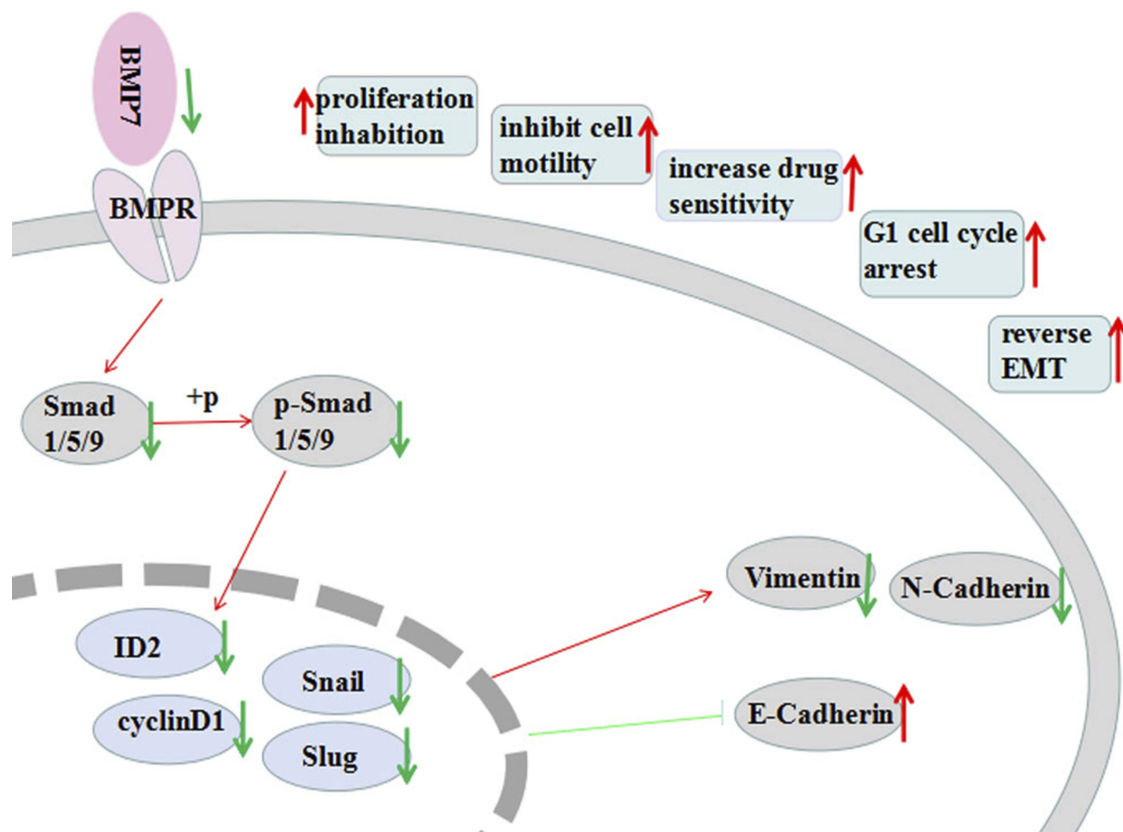 BMP7
proliferation
inhabition
inhibit cell
motility
increase drug
sensitivity
BMPR
G1 cell cycle
arrest
reverse
EMT
Smad
1/5/9
+p
p-Smad
1/5/9
Vimentin
N-Cadherin
ID2
Snail
cyclinD1
E-Cadherin
Slug